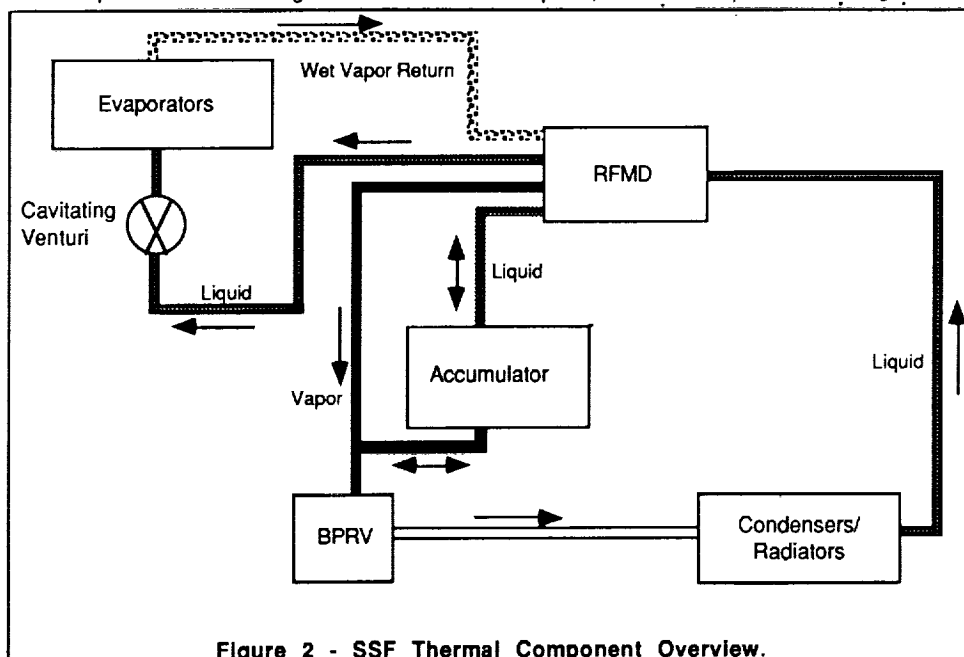 Wet Vapor Return
Evaporators
RFMD
Cavitating
Venturi
Liquid
Liquid
Accumulator
Liquid
Vapor
BPRV
Condensers/
Radiators
Figure 2 - SSF Thermal Component Overview.